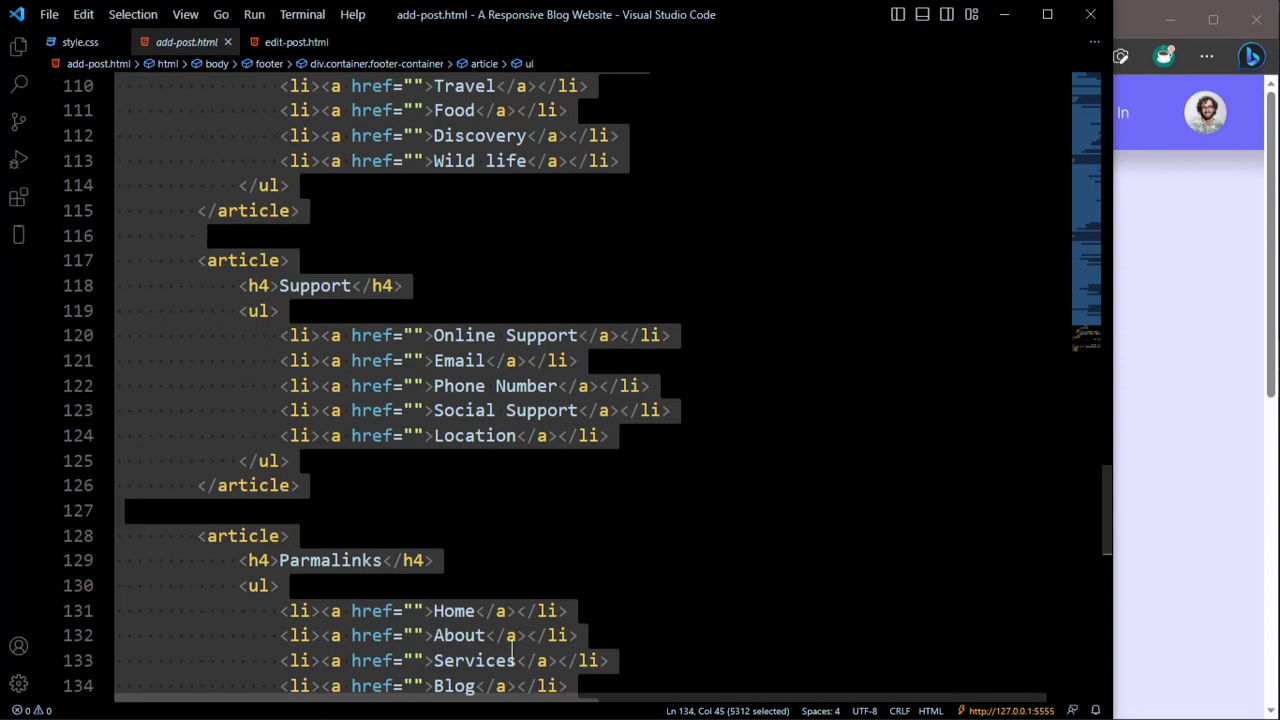 File Edit Selection View Go Run Terminal Help add-post.html - A Responsive Blog Website - Visual Studio Code
style.css add-post.html edit-post.html
add-post.html > html > body > footer > div.container.footer-container > article > ul
110 <li><a href="">Travel</a></li>
111 <li><a href="">Food</a></li>
112 <li><a href="">Discovery</a></li>
113 <li><a href="">Wild life</a></li>
114 </ul>
115 </article>
116
117 <article>
118 <h4>Support</h4>
119 <ul>
120 <li><a href="">Online Support</a></li>
121 <li><a href="">Email</a></li>
122 <li><a href="">Phone Number</a></li>
123 <li><a href="">Social Support</a></li>
124 <li><a href="">Location</a></li>
125 </ul>
126 </article>
127
128 <article>
129 <h4>Parmalinks</h4>
130 <ul>
131 <li><a href="">Home</a></li>
132 <li><a href="">About</a></li>
133 <li><a href="">Services</a></li>
134 <li><a href="">Blog</a></li>
In
0 0 Ln 134, Col 45 (5312 selected) Spaces: 4 UTF-8 CRLF HTML http://127.0.0.1:5555